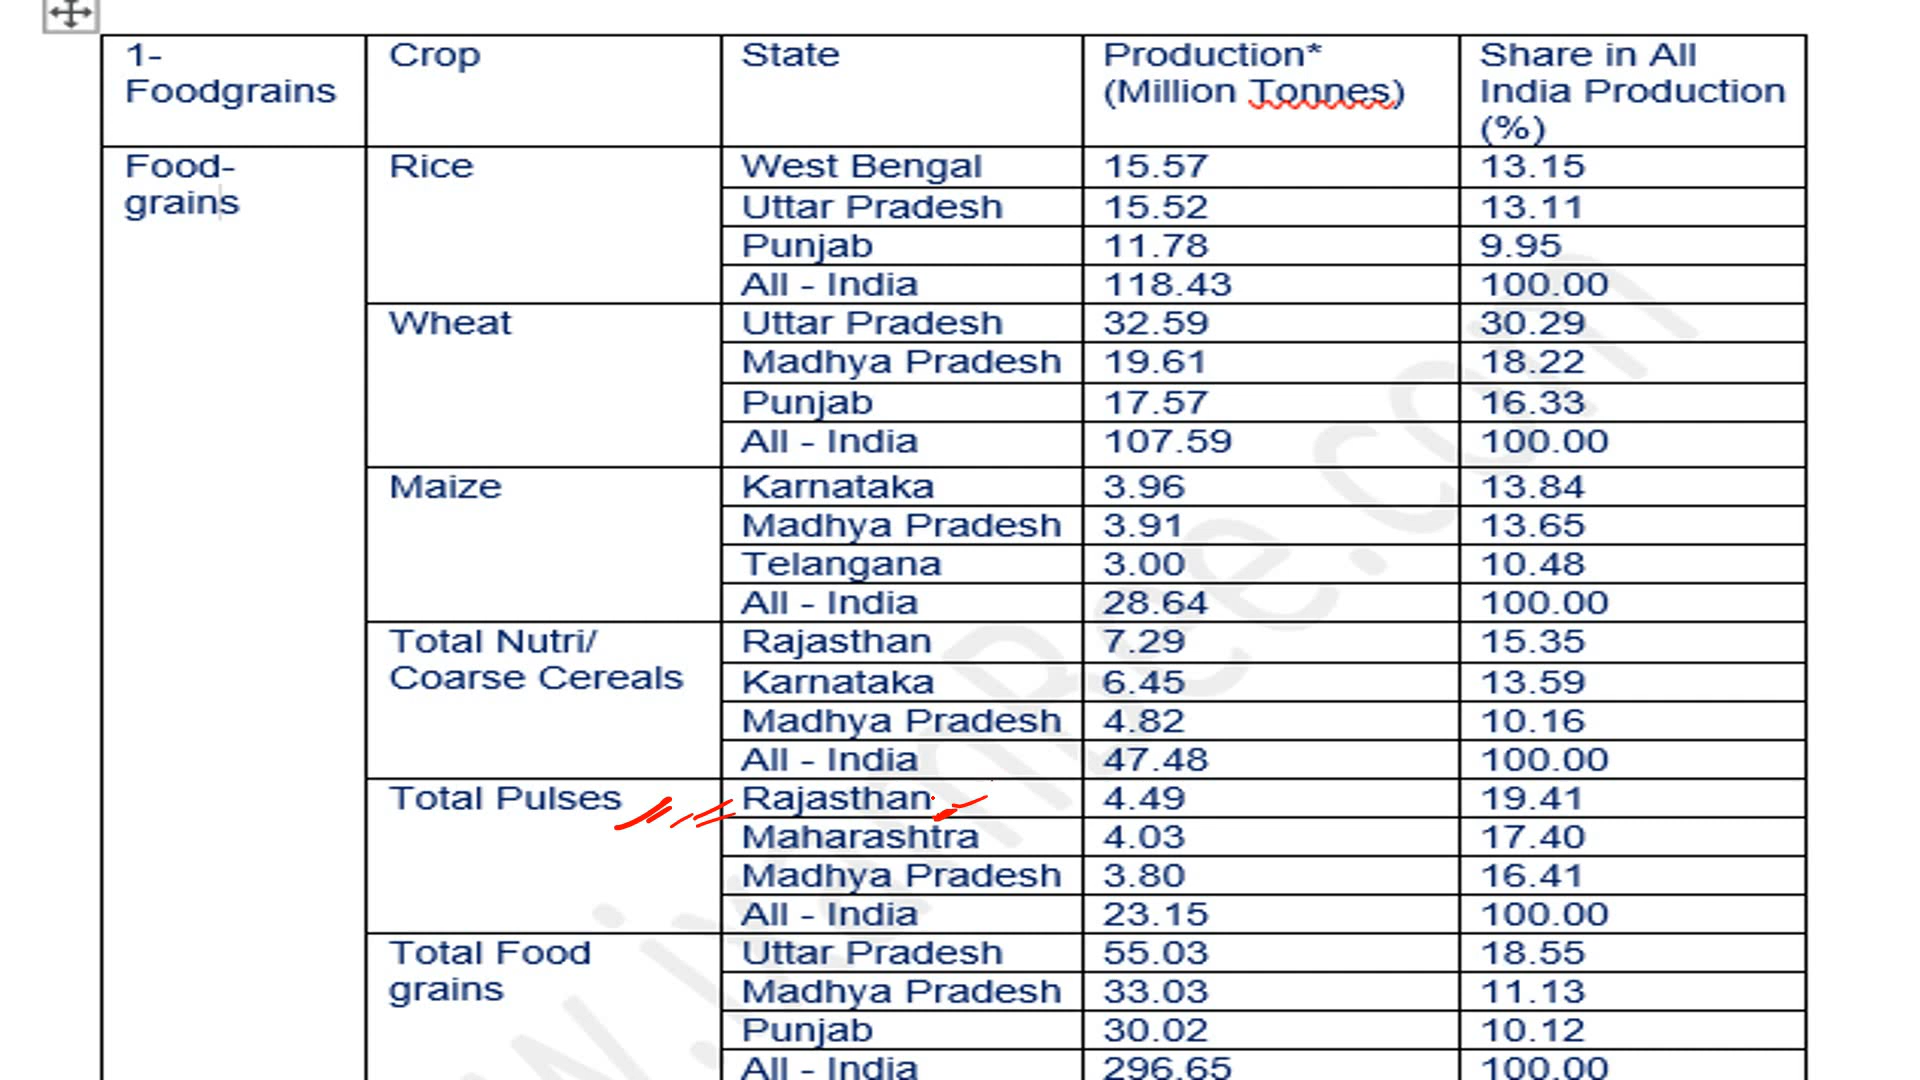 1- Foodgrains | Crop | State | Production* (Million Tonnes) | Share in All India Production (%)
Food-grains | Rice | West Bengal | 15.57 | 13.15
Uttar Pradesh | 15.52 | 13.11
Punjab | 11.78 | 9.95
All - India | 118.43 | 100.00
Wheat | Uttar Pradesh | 32.59 | 30.29
Madhya Pradesh | 19.61 | 18.22
Punjab | 17.57 | 16.33
All - India | 107.59 | 100.00
Maize | Karnataka | 3.96 | 13.84
Madhya Pradesh | 3.91 | 13.65
Telangana | 3.00 | 10.48
All - India | 28.64 | 100.00
Total Nutri/ Coarse Cereals | Rajasthan | 7.29 | 15.35
Karnataka | 6.45 | 13.59
Madhya Pradesh | 4.82 | 10.16
All - India | 47.48 | 100.00
Total Pulses | Rajasthan | 4.49 | 19.41
Maharashtra | 4.03 | 17.40
Madhya Pradesh | 3.80 | 16.41
All - India | 23.15 | 100.00
Total Food grains | Uttar Pradesh | 55.03 | 18.55
Madhya Pradesh | 33.03 | 11.13
Punjab | 30.02 | 10.12
All - India | 296.65 | 100.00